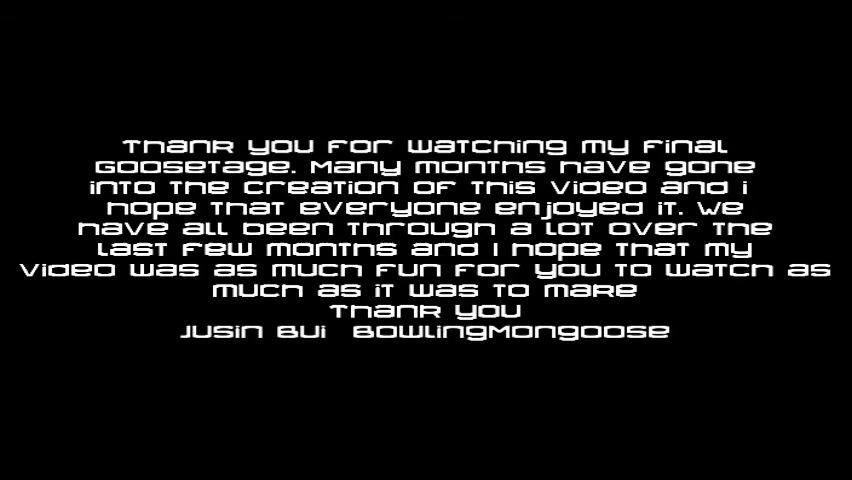 Thank you for watching my final
Goosetage. Many months have gone
into the creation of this video and i
hope that everyone enjoyed it. We
have all been through a lot over the
last few months and I hope that my
video was as much fun for you to watch as
much as it was to make
Thank you
Jusin Bui BowlingMongoose